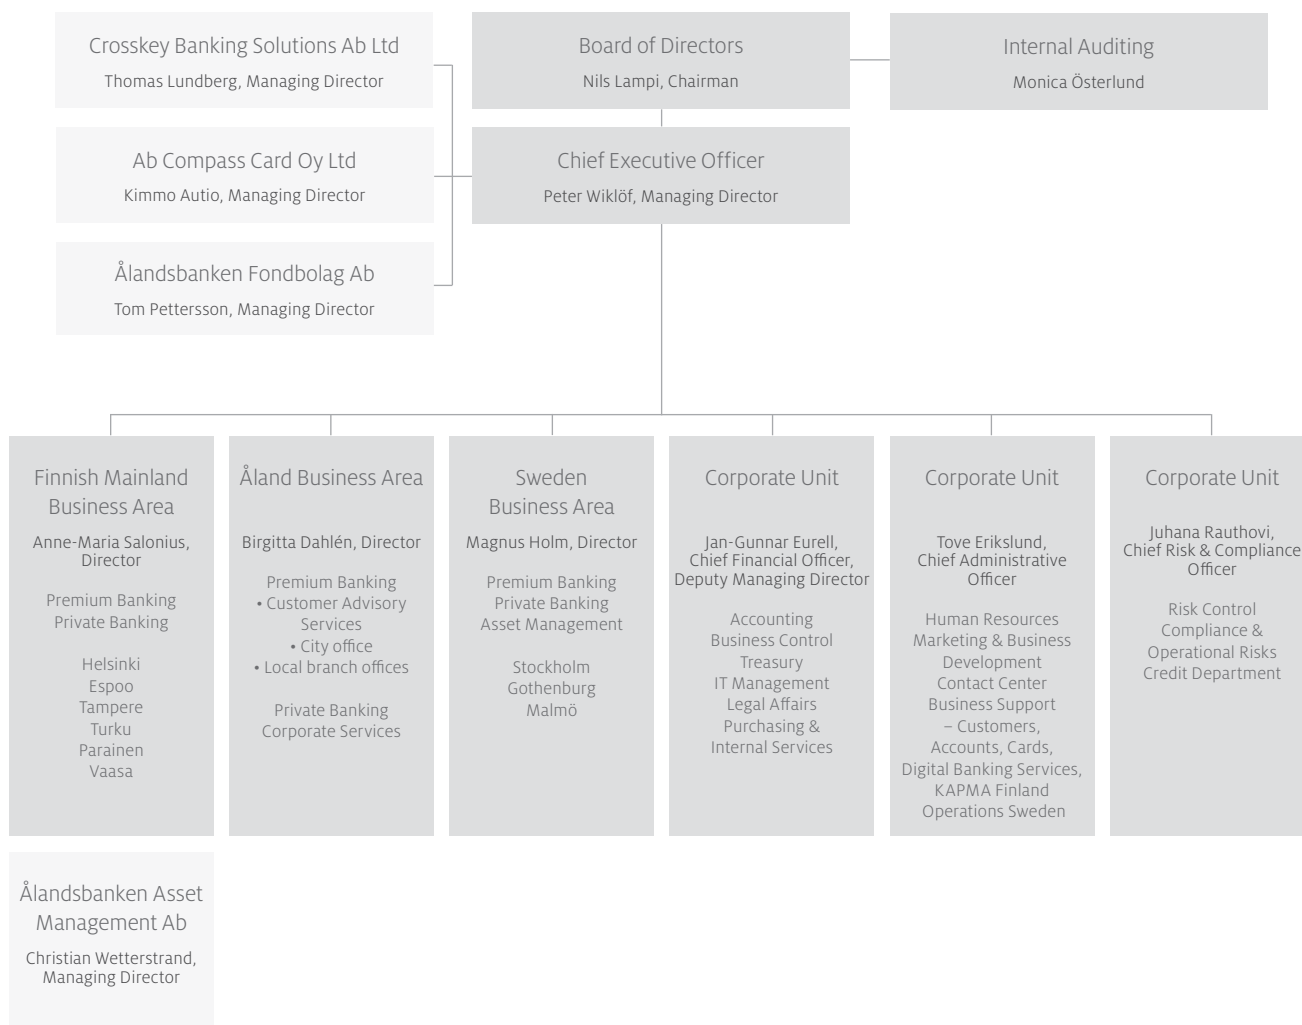 Crosskey Banking Solutions Ab Ltd
Thomas Lundberg, Managing Director
Board of Directors
Nils Lampi, Chairman
Internal Auditing
Monica Österlund
Ab Compass Card Oy Ltd
Kimmo Autio, Managing Director
Chief Executive Officer
Peter Wiklöf, Managing Director
Ålandsbanken Fondbolag Ab
Tom Pettersson, Managing Director
Finnish Mainland
Business Area
Anne-Maria Salonius,
Director
Premium Banking
Private Banking
Helsinki
Espoo
Tampere
Turku
Parainen
Vaasa
Åland Business Area
Birgitta Dahlén, Director
Premium Banking
• Customer Advisory
Services
• City office
• Local branch offices
Private Banking
Corporate Services
Sweden
Business Area
Magnus Holm, Director
Premium Banking
Private Banking
Asset Management
Stockholm
Gothenburg
Malmö
Corporate Unit
Jan-Gunnar Eurell,
Chief Financial Officer,
Deputy Managing Director
Accounting
Business Control
Treasury
IT Management
Legal Affairs
Purchasing &
Internal Services
Corporate Unit
Tove Erikslund,
Chief Administrative
Officer
Human Resources
Marketing & Business
Development
Contact Center
Business Support
– Customers,
Accounts, Cards,
Digital Banking Services,
KAPMA Finland
Operations Sweden
Corporate Unit
Juhana Rauthovi,
Chief Risk & Compliance
Officer
Risk Control
Compliance &
Operational Risks
Credit Department
Ålandsbanken Asset
Management Ab
Christian Wetterstrand,
Managing Director